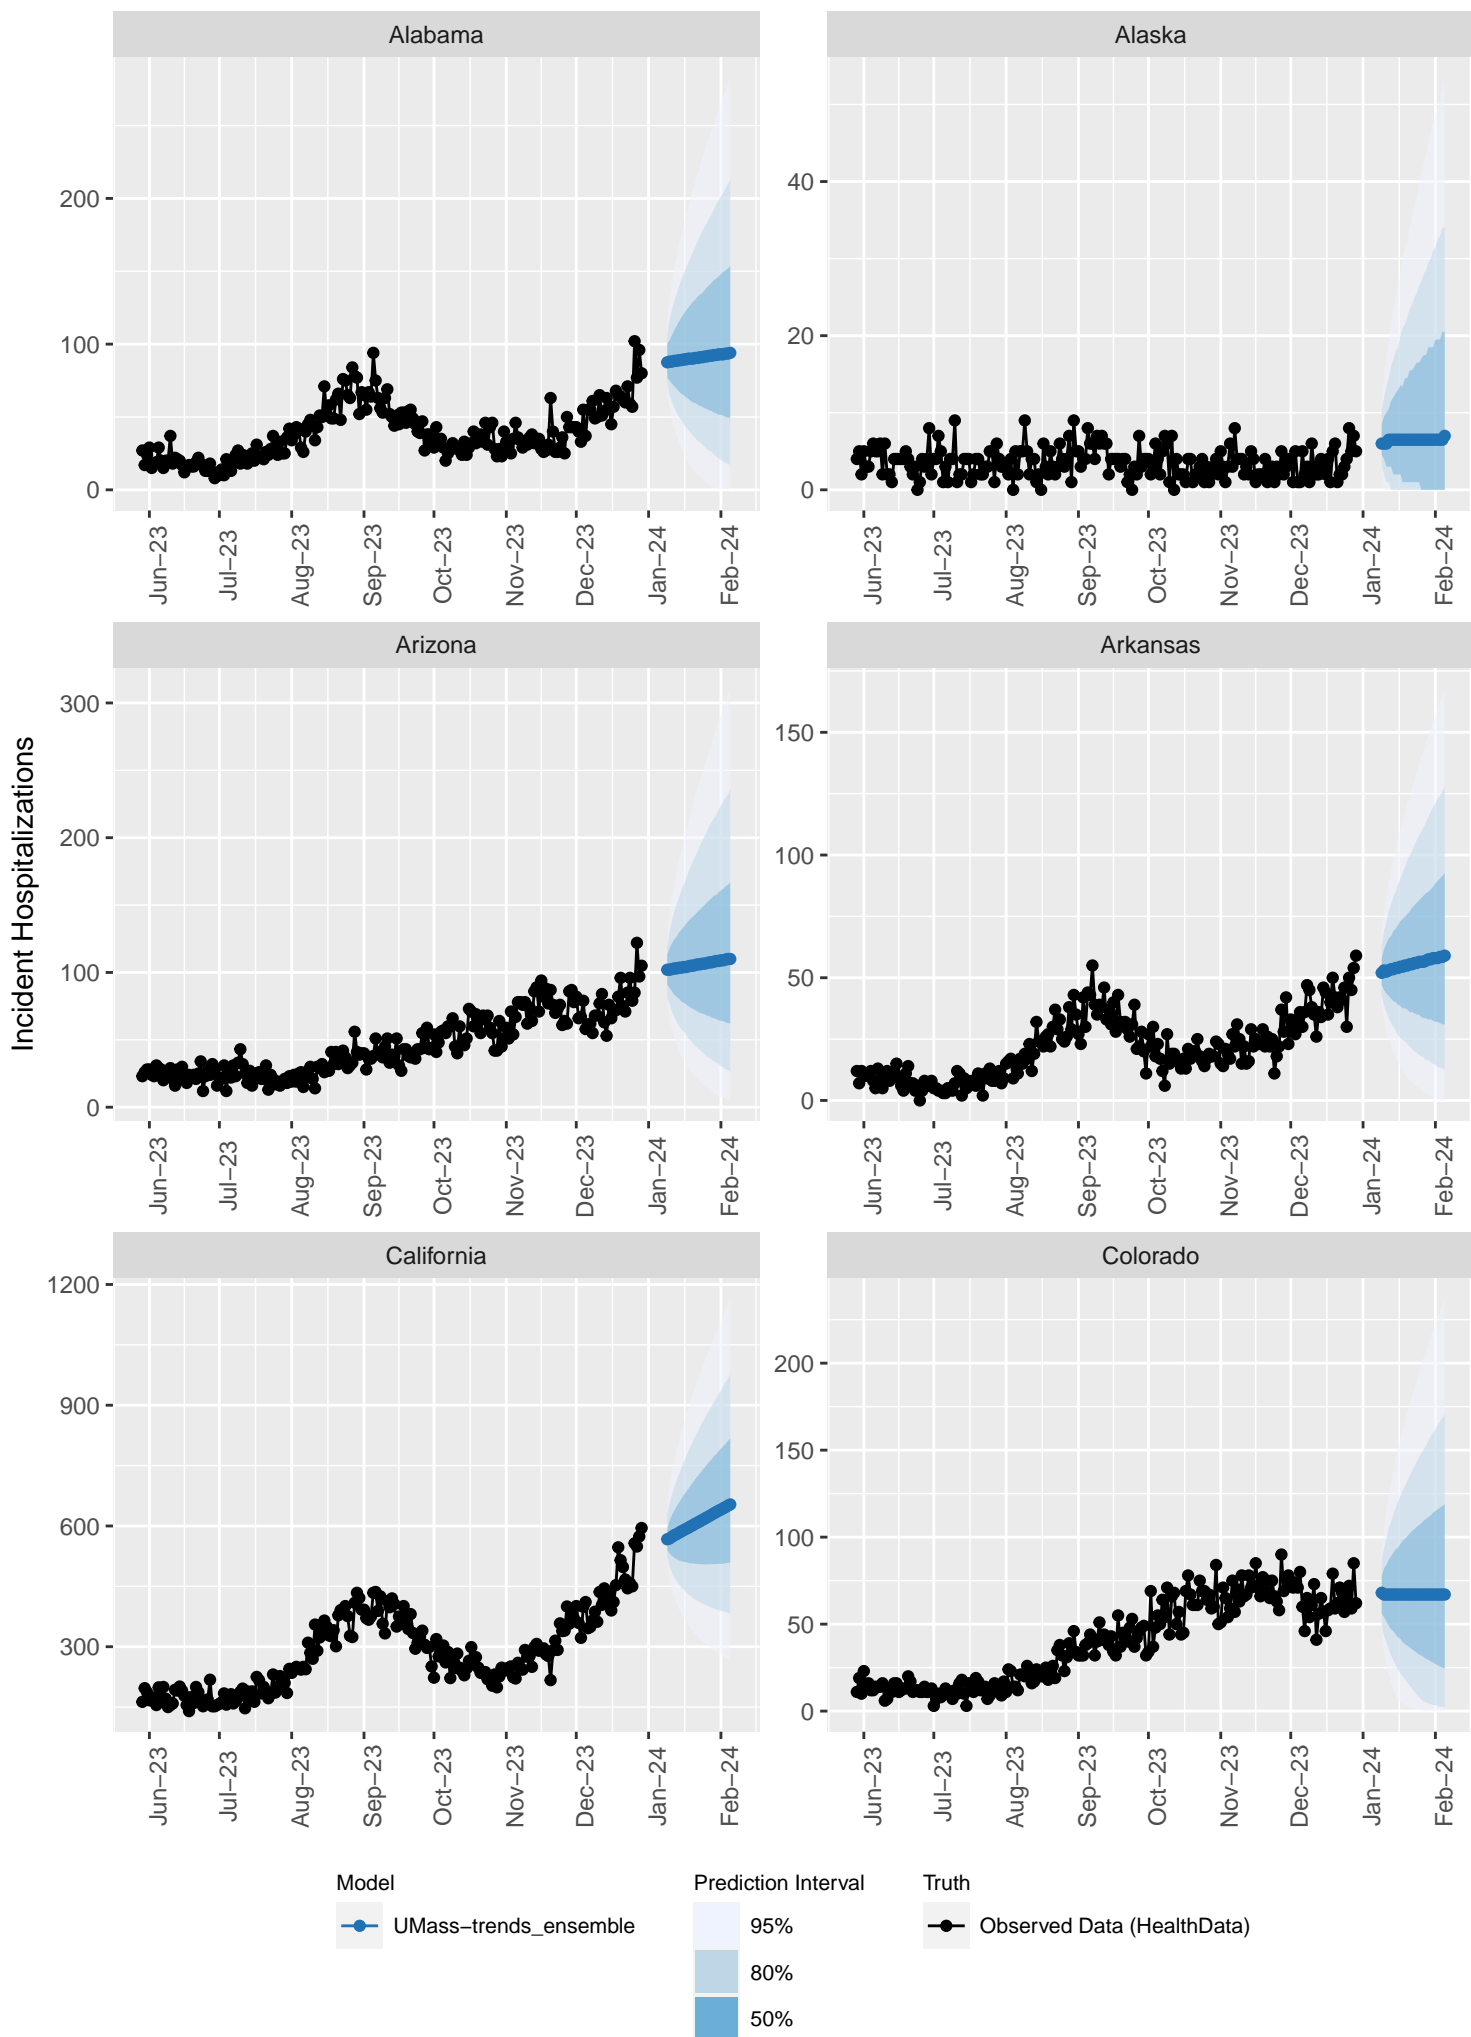 Alabama
Alaska
200
100
0
40
20
0
Jun−23
Jul−23
Aug−23
Sep−23
Oct−23
Nov−23
Dec−23
Jan−24
Feb−24
Jun−23
Jul−23
Aug−23
Sep−23
Oct−23
Nov−23
Dec−23
Jan−24
Feb−24
Incident Hospitalizations
Arizona
Arkansas
300
200
100
0
150
100
50
0
Jun−23
Jul−23
Aug−23
Sep−23
Oct−23
Nov−23
Dec−23
Jan−24
Feb−24
Jun−23
Jul−23
Aug−23
Sep−23
Oct−23
Nov−23
Dec−23
Jan−24
Feb−24
California
Colorado
1200
900
600
300
200
150
100
50
0
Jun−23
Jul−23
Aug−23
Sep−23
Oct−23
Nov−23
Dec−23
Jan−24
Feb−24
Jun−23
Jul−23
Aug−23
Sep−23
Oct−23
Nov−23
Dec−23
Jan−24
Feb−24
Model
UMass−trends_ensemble
Prediction Interval
95%
80%
50%
Truth
Observed Data (HealthData)